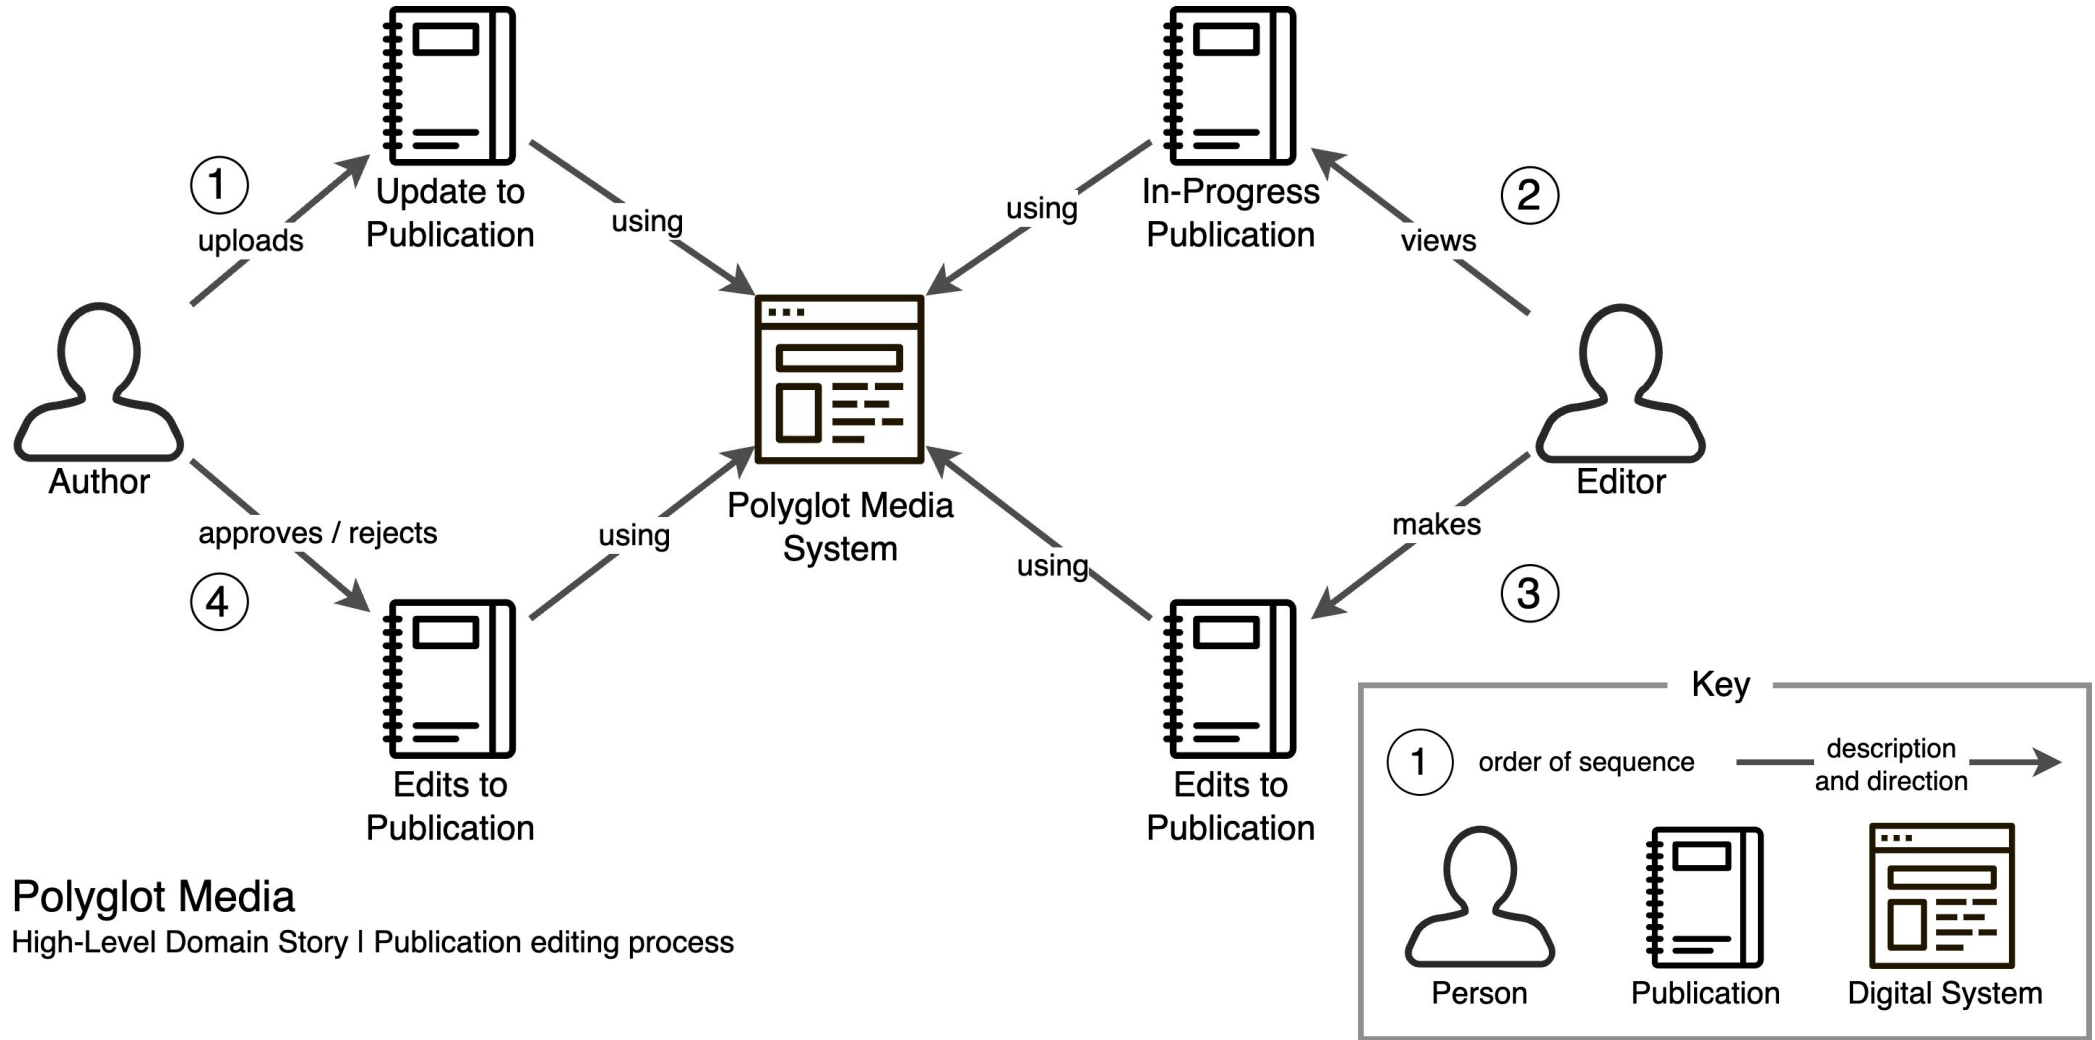 1
uploads
Update to
Publication
using
In-Progress
Publication
using
2
views
Author
Polyglot Media
System
Editor
approves / rejects
4
using
Edits to
Publication
using
makes
3
Edits to
Publication
Polyglot Media
High-Level Domain Story | Publication editing process
Key
1
order of sequence
description
and direction
Person
Publication
Digital System